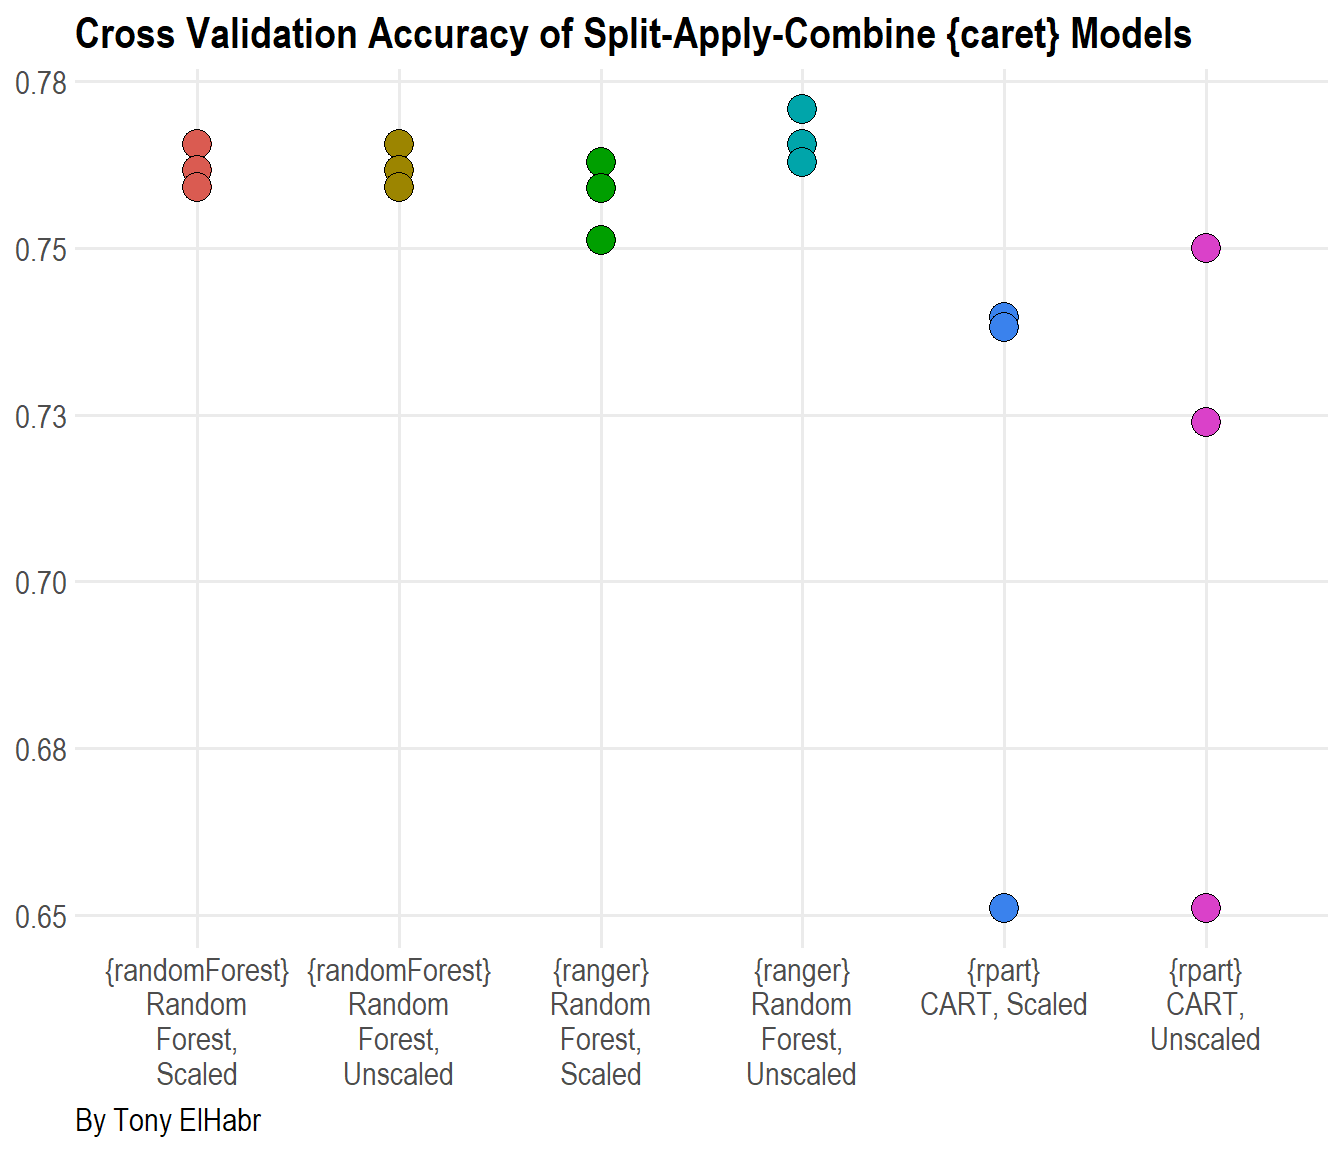 Cross Validation Accuracy of Split-Apply-Combine {caret} Models
0.78
0.75
0.73
0.70
0.68
0.65
{randomForest}
Random
Forest,
Scaled
{randomForest}
Random
Forest,
Unscaled
{ranger}
Random
Forest,
Scaled
{ranger}
Random
Forest,
Unscaled
{rpart}
CART, Scaled
{rpart}
CART,
Unscaled
By Tony ElHabr